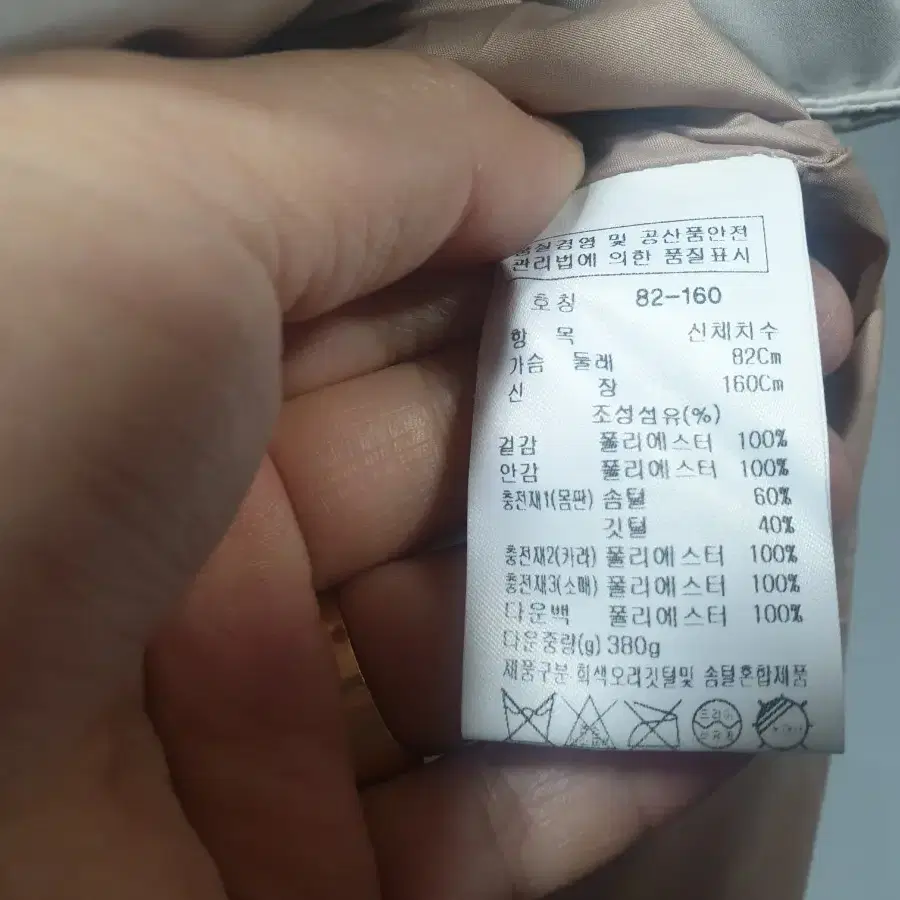 품질경영 및 공산품안전
관리법에 의한 품질표시
호칭 82-160
항 목 신체치수
가슴 둘레 82Cm
신 장 160Cm
조성섬유(%)
겉감 폴리에스터 100%
안감 폴리에스터 100%
충전재1(몸판) 솜털 60%
깃털 40%
충전재2(카라) 폴리에스터 100%
충전재3(소매) 폴리에스터 100%
다운백 폴리에스터 100%
다운중량(g) 380g
제품구분 회색오리깃털및 솜털혼합제품
드라이